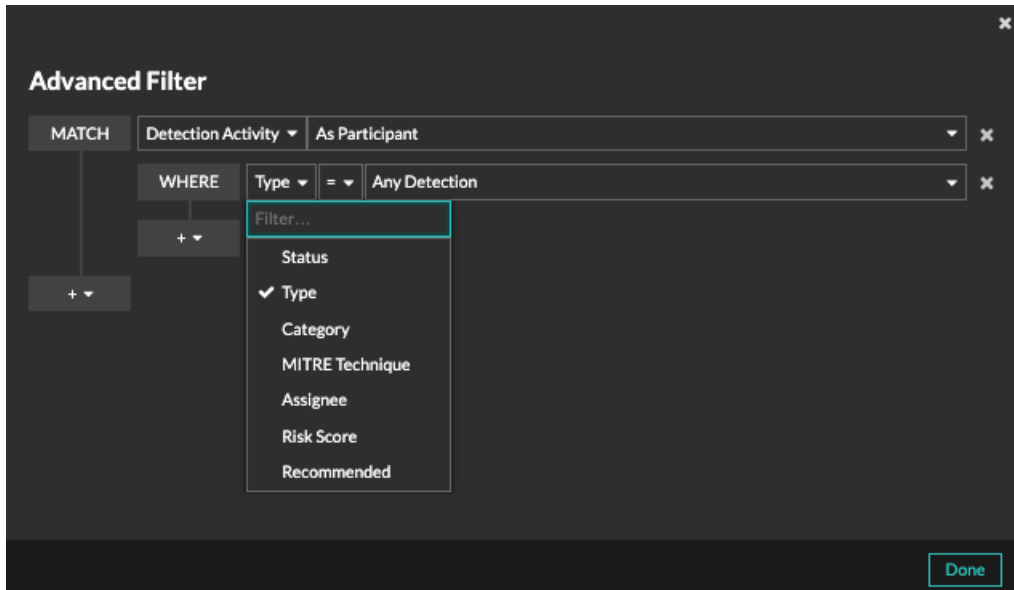 Advanced Filter
MATCH Detection Activity As Participant
WHERE Type = Any Detection
Filter...
+
Status
+
Type
Category
MITRE Technique
Assignee
Risk Score
Recommended
Done